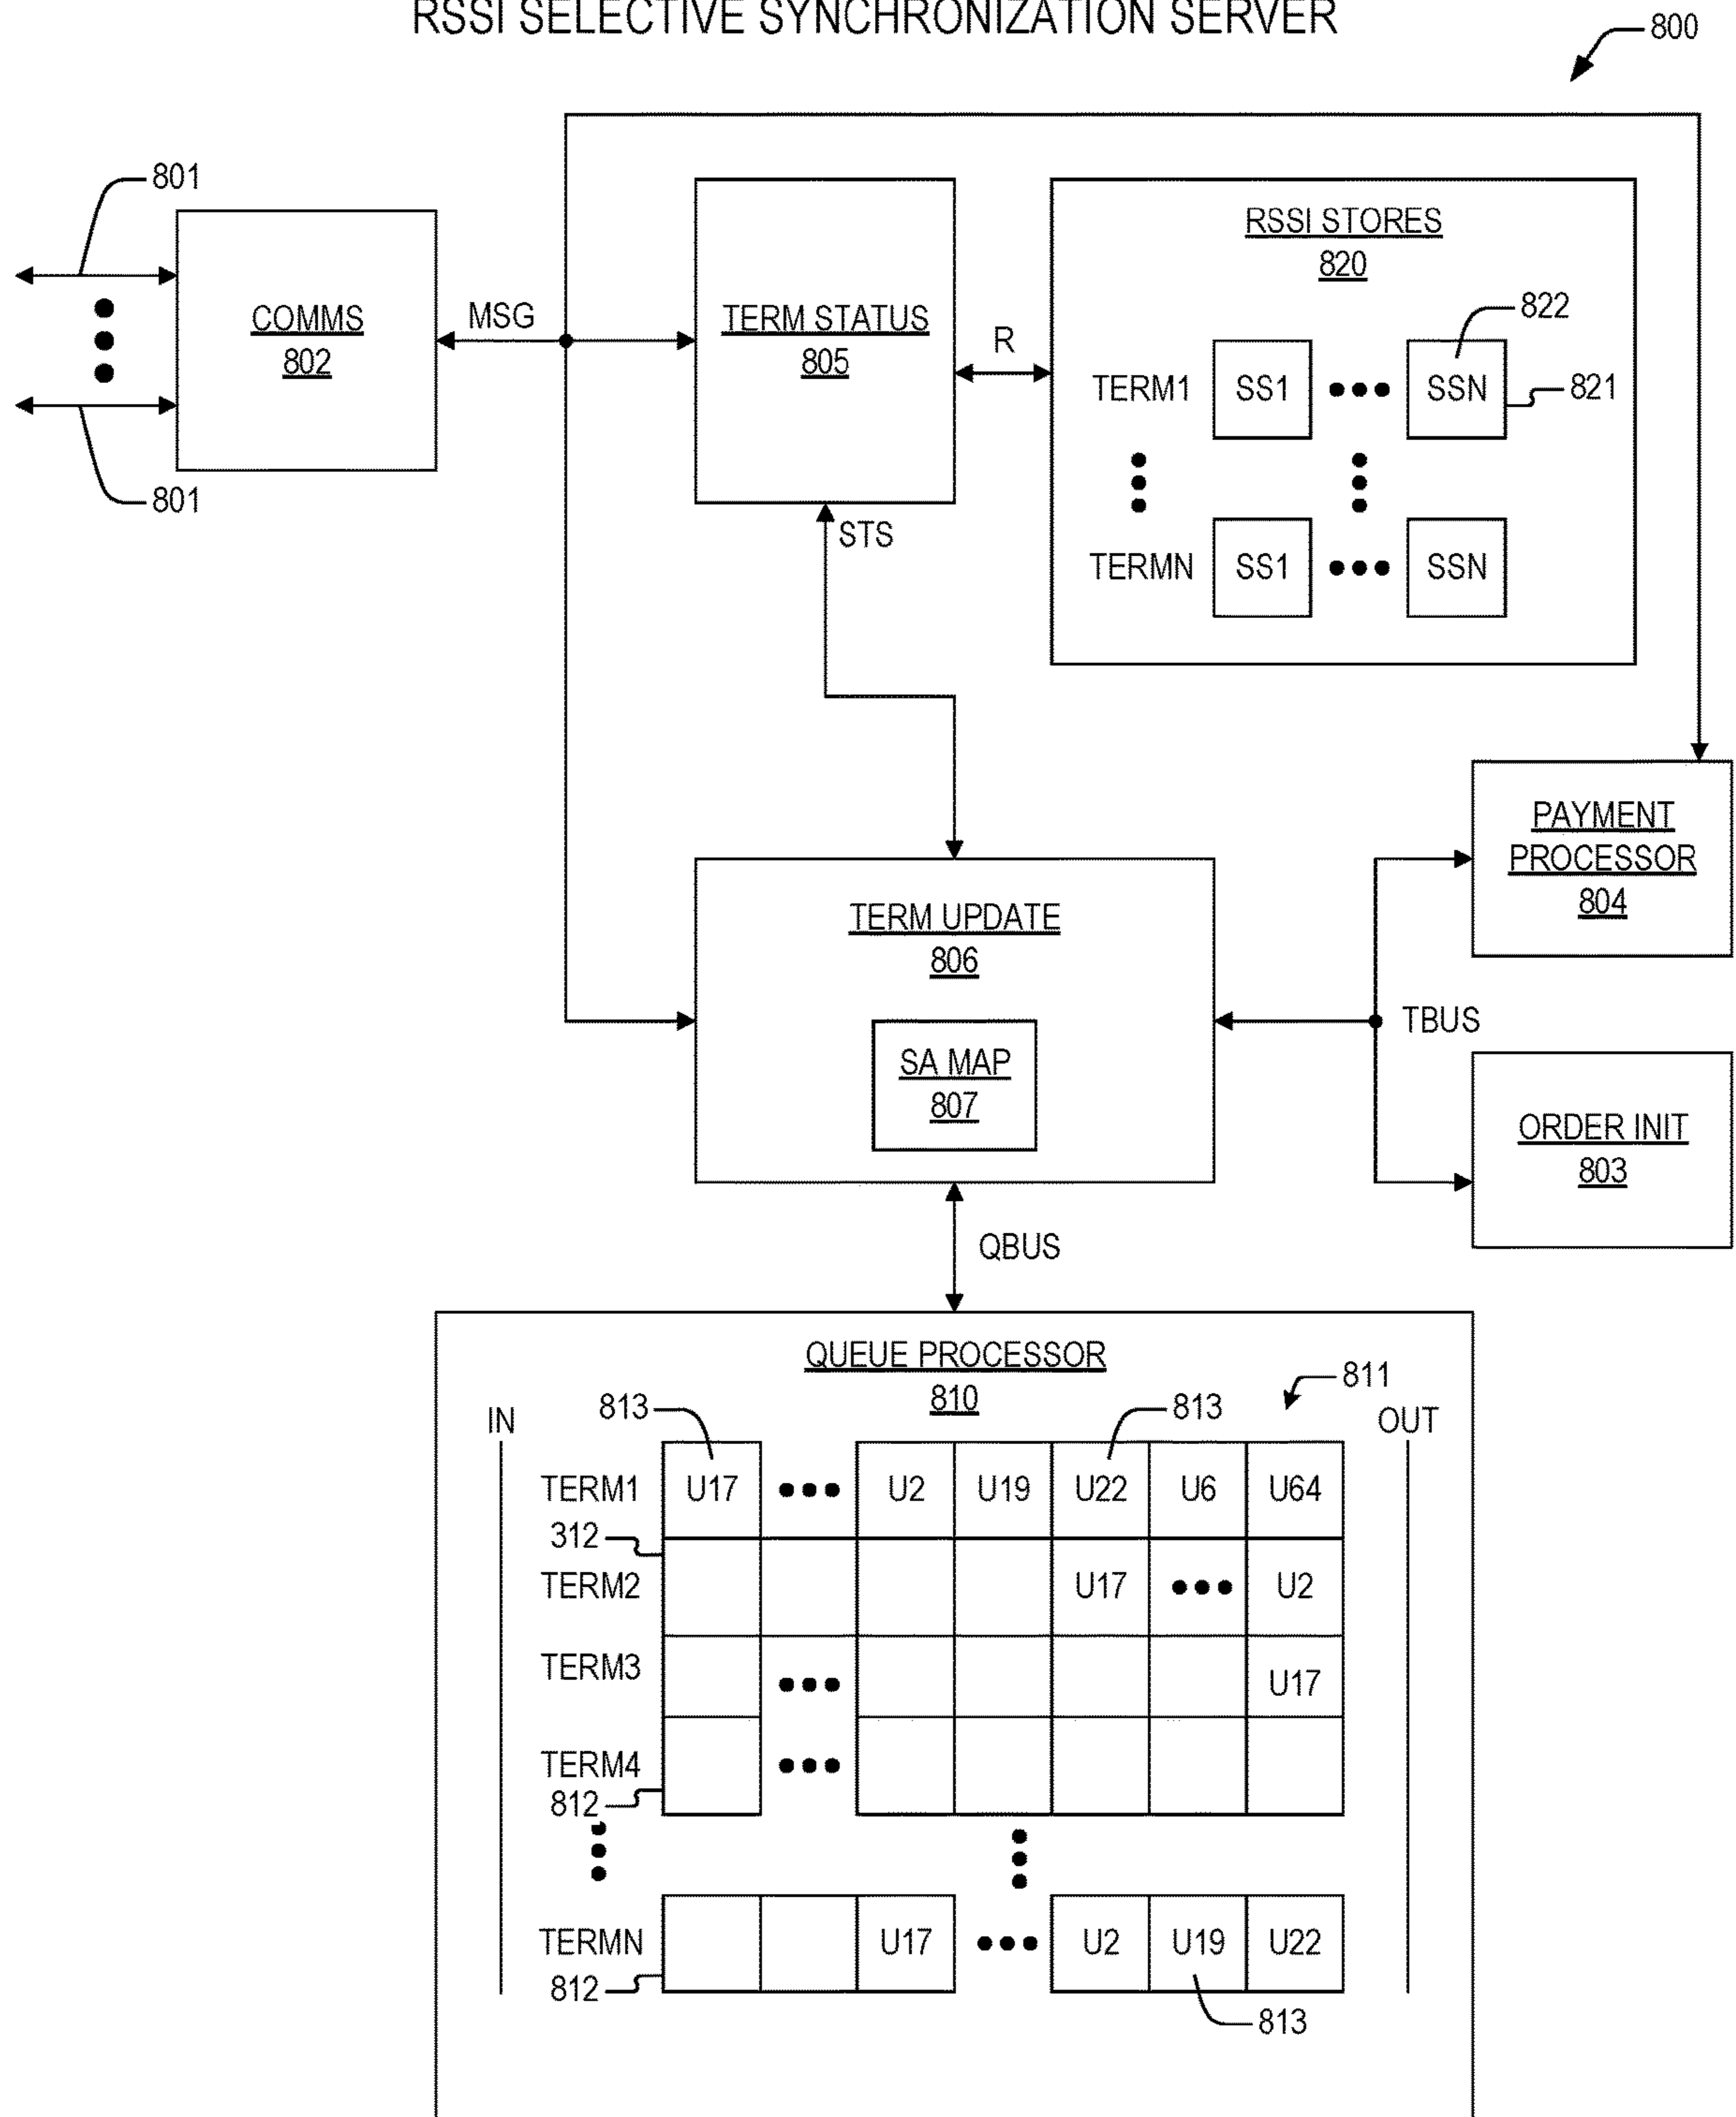 RSSI SELECTIVE SYNCHRONIZATION SERVER
800
801
COMMS
802
801
MSG
TERM STATUS
805
R
RSSI STORES
820
822
TERM1 SS1 SSN 821
TERMN SS1 SSN
STS
PAYMENT
PROCESSOR
804
TERM UPDATE
806
SA MAP
807
TBUS
ORDER INIT
803
QBUS
QUEUE PROCESSOR
810
811
813
813
IN
OUT
TERM1 U17 U2 U19 U22 U6 U64
312
TERM2 U17 U2
TERM3 U17
TERM4
812
TERMN U17 U2 U19 U22
812
813